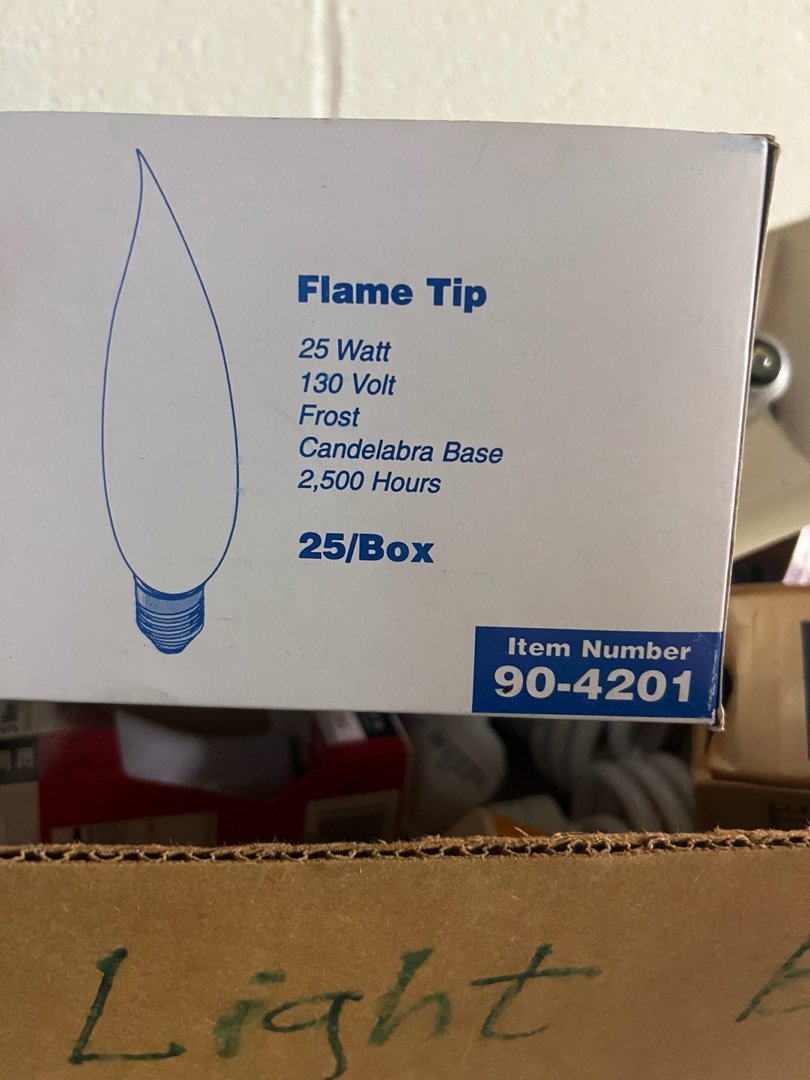 Flame Tip
25 Watt
130 Volt
Frost
Candelabra Base
2,500 Hours
25/Box
Item Number
90-4201
Light